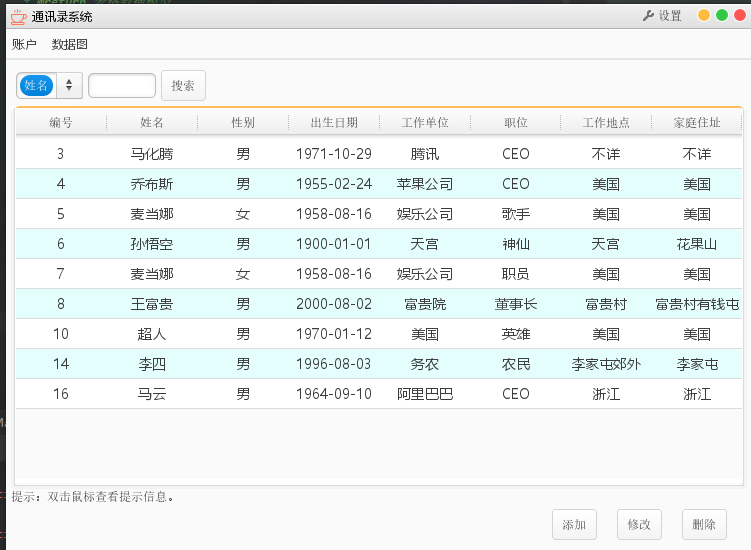 通讯录系统 设置
账户 数据图
姓名 搜索
编号 姓名 性别 出生日期 工作单位 职位 工作地点 家庭住址
3 马化腾 男 1971-10-29 腾讯 CEO 不详 不详
4 乔布斯 男 1955-02-24 苹果公司 CEO 美国 美国
5 麦当娜 女 1958-08-16 娱乐公司 歌手 美国 美国
6 孙悟空 男 1900-01-01 天宫 神仙 天宫 花果山
7 麦当娜 女 1958-08-16 娱乐公司 职员 美国 美国
8 王富贵 男 2000-08-02 富贵院 董事长 富贵村 富贵村有钱屯
10 超人 男 1970-01-12 美国 英雄 美国 美国
14 李四 男 1996-08-03 务农 农民 李家屯郊外 李家屯
16 马云 男 1964-09-10 阿里巴巴 CEO 浙江 浙江
提示：双击鼠标查看提示信息。
添加 修改 删除